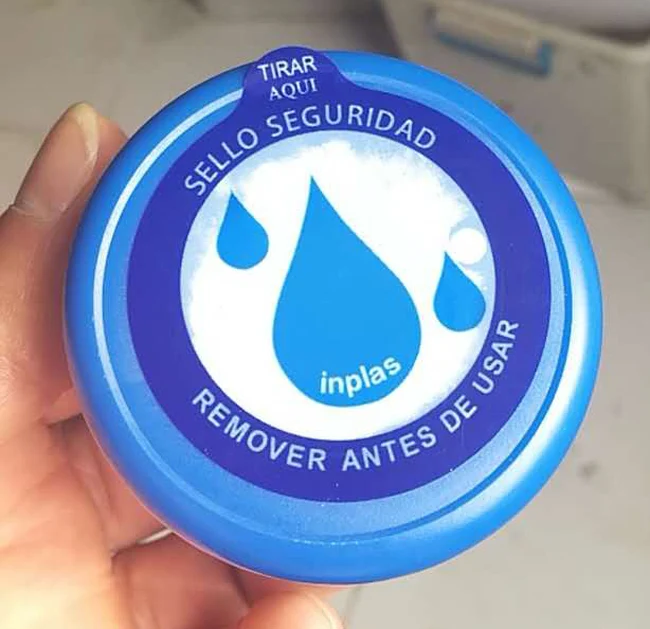 TIRAR
AQUI
SELLO SEGURIDAD
inplas
REMOVER ANTES DE USAR